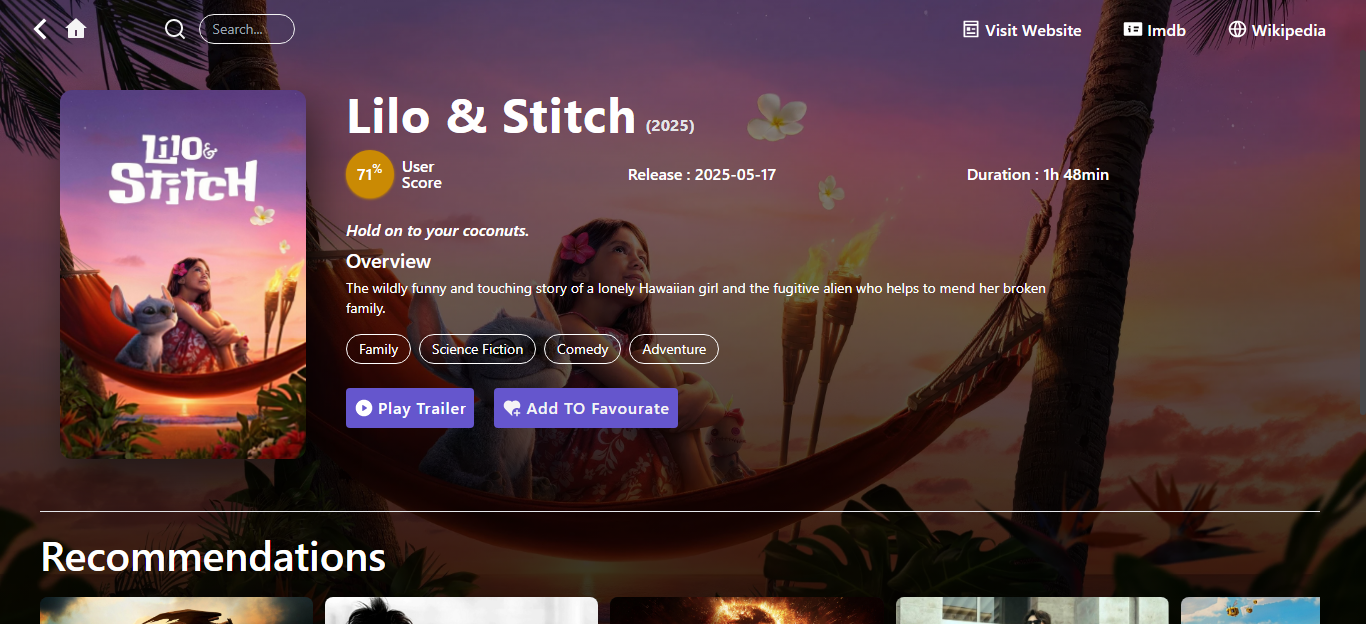 Search...
Visit Website
Imdb
Wikipedia
Lilo &
Stitch
Lilo & Stitch (2025)
71%
User
Score
Release : 2025-05-17
Duration : 1h 48min
Hold on to your coconuts.
Overview
The wildly funny and touching story of a lonely Hawaiian girl and the fugitive alien who helps to mend her broken
family.
Family
Science Fiction
Comedy
Adventure
Play Trailer
Add TO Favourate
Recommendations